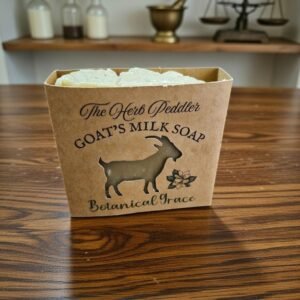 The Herb Peddler
GOAT'S MILK SOAP
Botanical Grace